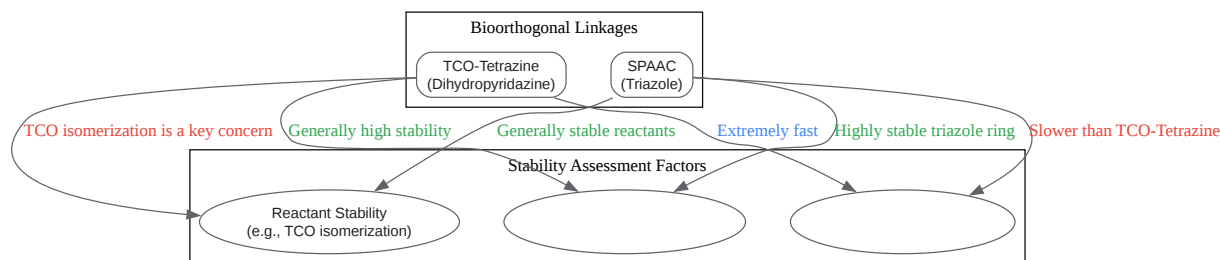 Bioorthogonal Linkages
TCO-Tetrazine
(Dihydropyridazine)
SPAAC
(Triazole)
TCO isomerization is a key concern
Generally high stability
Generally stable reactants
Extremely fast
Highly stable triazole ring
Slower than TCO-Tetrazine
Stability Assessment Factors
Reactant Stability
(e.g., TCO isomerization)